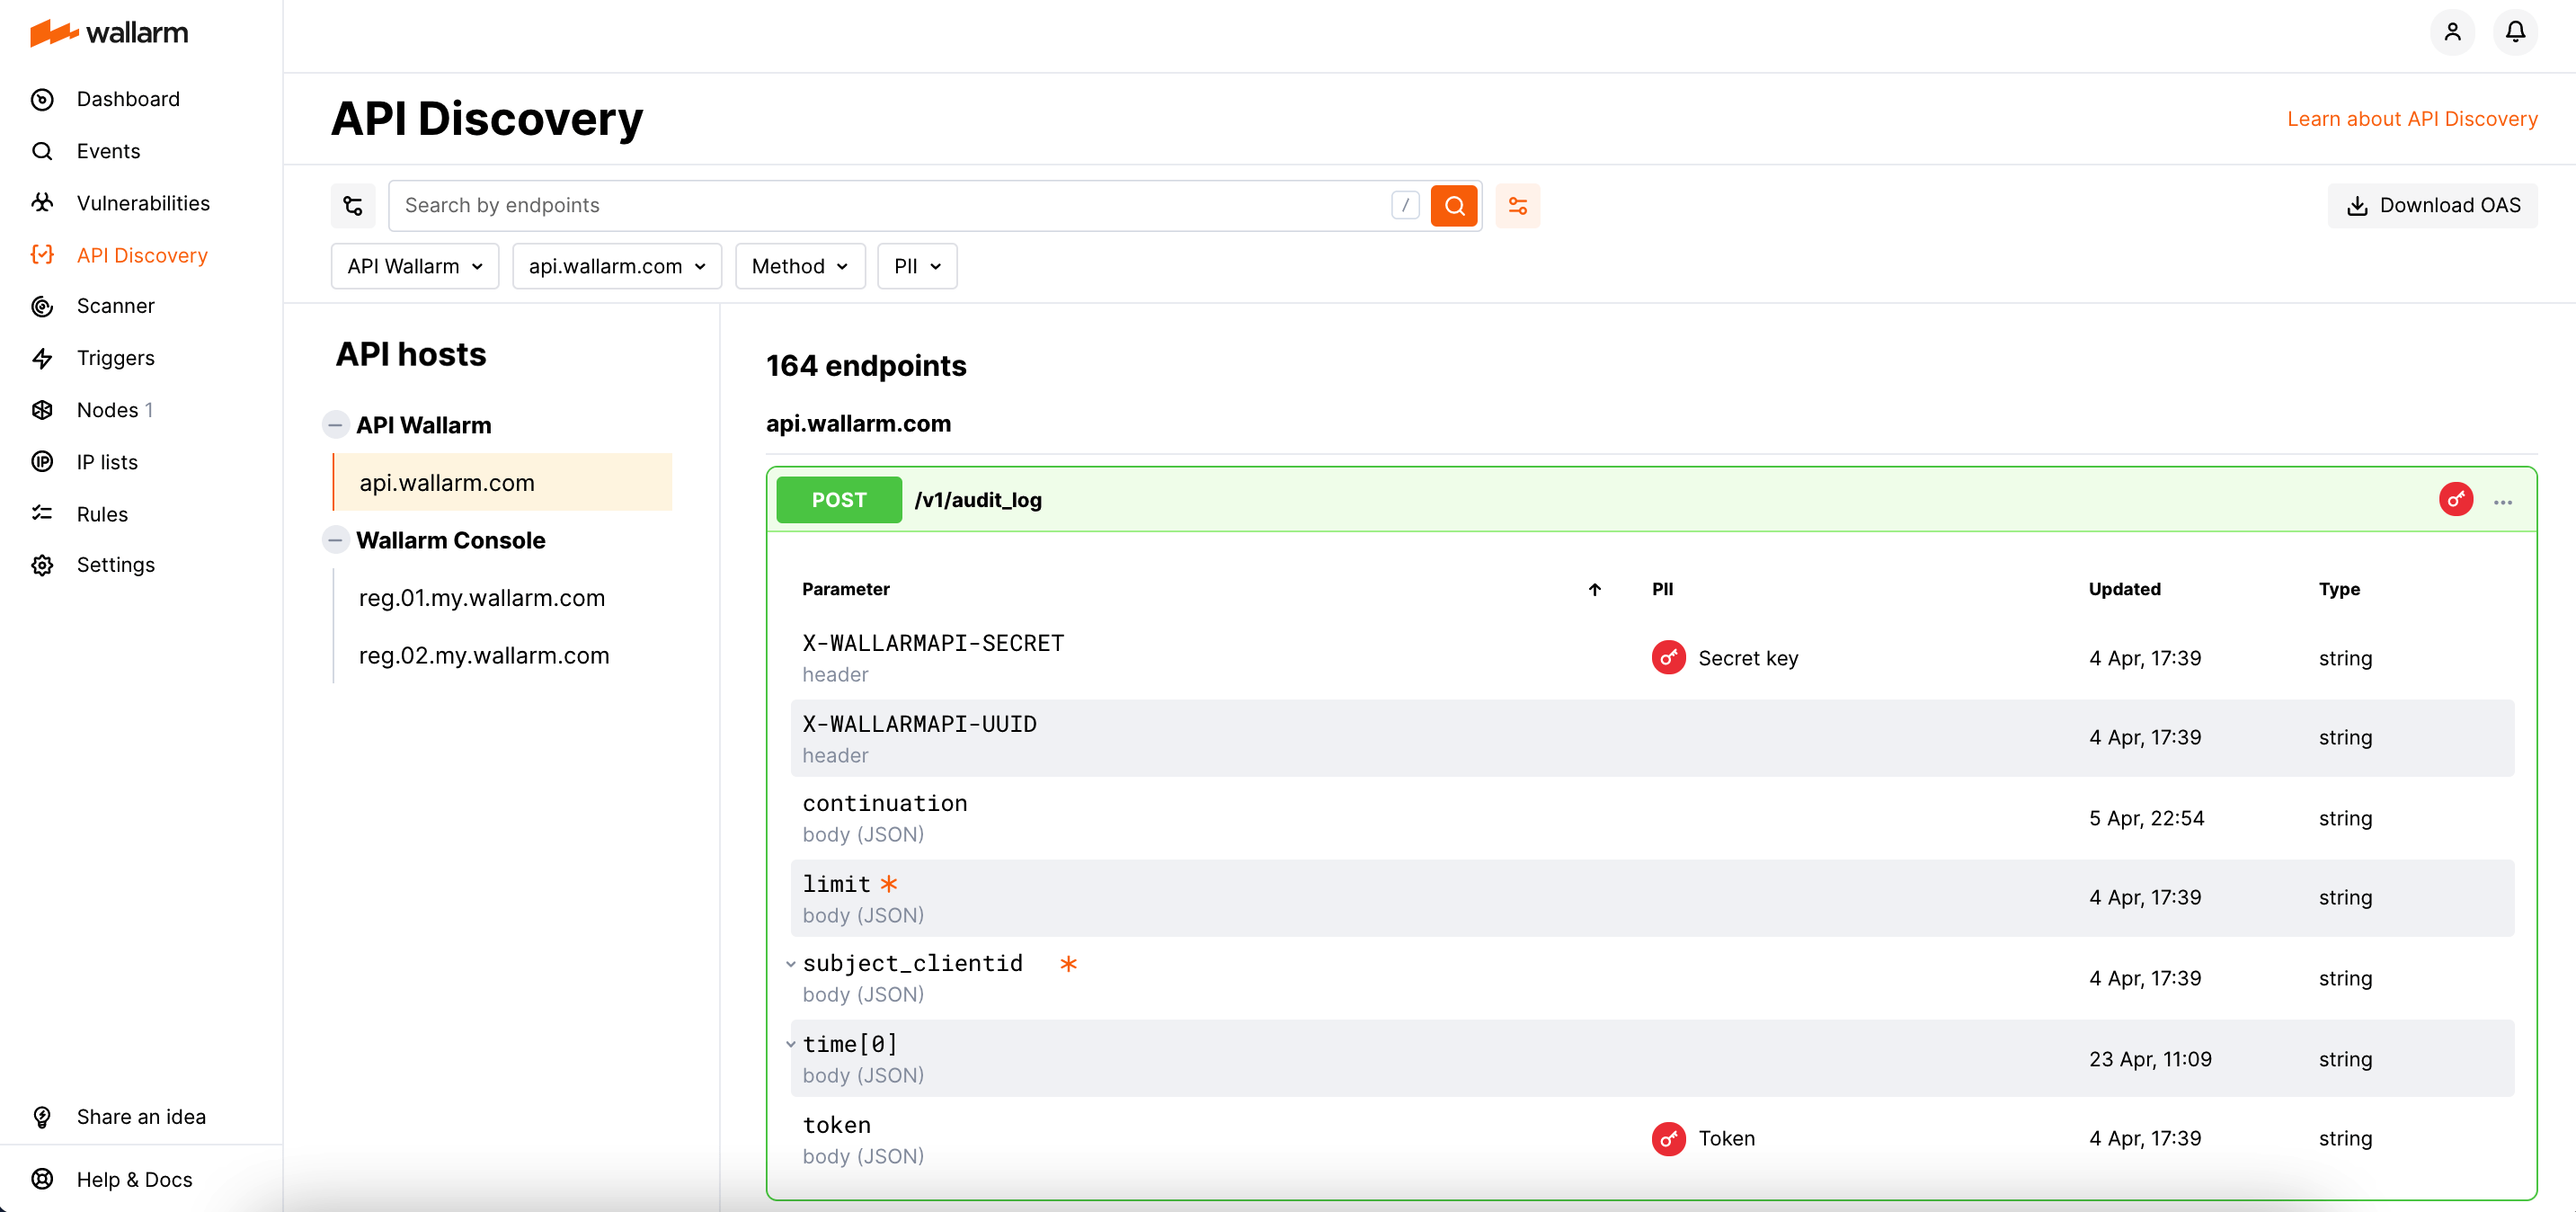 wallarm
Dashboard
Events
Vulnerabilities
API Discovery
Scanner
Triggers
Nodes 1
IP lists
Rules
Settings
Share an idea
Help & Docs
API Discovery
Learn about API Discovery
Search by endpoints
/
Download OAS
API Wallarm
api.wallarm.com
Method
PII
API hosts
API Wallarm
api.wallarm.com
Wallarm Console
reg.01.my.wallarm.com
reg.02.my.wallarm.com
164 endpoints
api.wallarm.com
POST /v1/audit_log
Parameter PII Updated Type
X-WALLARMAPI-SECRET
header
Secret key 4 Apr, 17:39 string
X-WALLARMAPI-UUID
header
4 Apr, 17:39 string
continuation
body (JSON)
5 Apr, 22:54 string
limit *
body (JSON)
4 Apr, 17:39 string
subject_clientid *
body (JSON)
4 Apr, 17:39 string
time[0]
body (JSON)
23 Apr, 11:09 string
token
body (JSON)
Token 4 Apr, 17:39 string